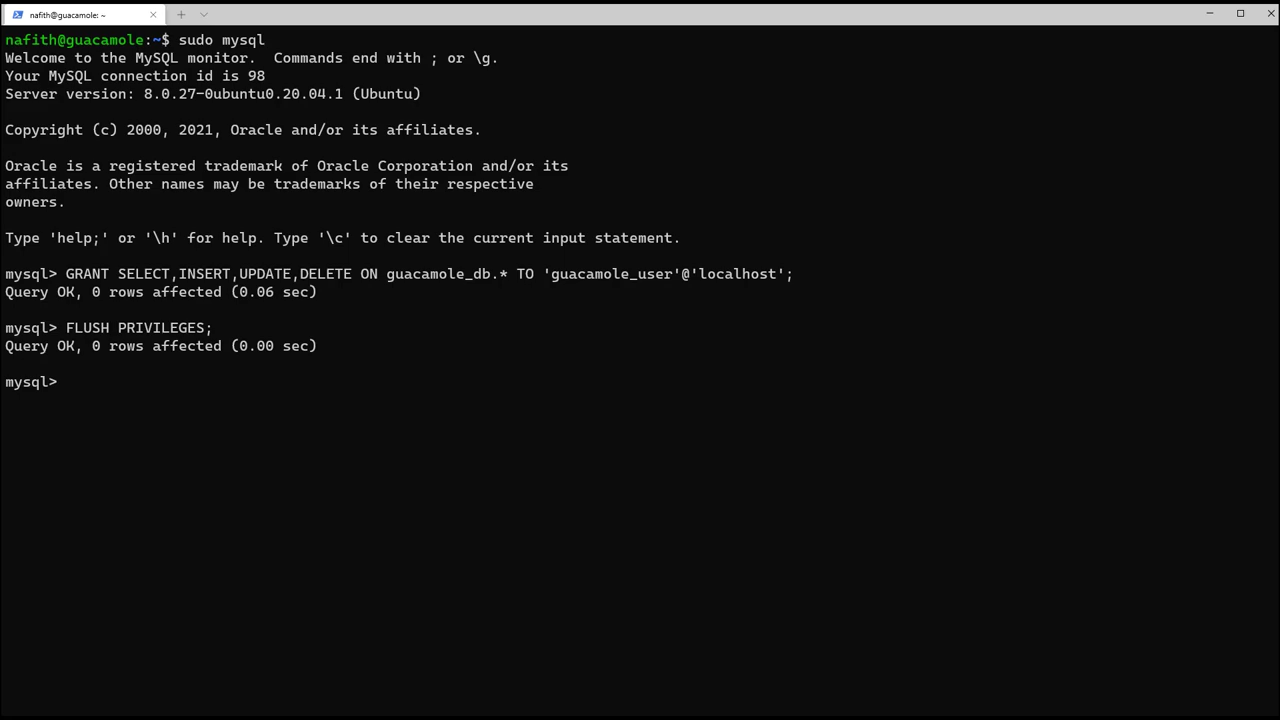 nafith@guacamole: ~
nafith@guacamole:~$ sudo mysql
Welcome to the MySQL monitor.  Commands end with ; or \g.
Your MySQL connection id is 98
Server version: 8.0.27-0ubuntu0.20.04.1 (Ubuntu)
Copyright (c) 2000, 2021, Oracle and/or its affiliates.
Oracle is a registered trademark of Oracle Corporation and/or its
affiliates. Other names may be trademarks of their respective
owners.
Type 'help;' or '\h' for help. Type '\c' to clear the current input statement.
mysql> GRANT SELECT,INSERT,UPDATE,DELETE ON guacamole_db.* TO 'guacamole_user'@'localhost';
Query OK, 0 rows affected (0.06 sec)
mysql> FLUSH PRIVILEGES;
Query OK, 0 rows affected (0.00 sec)
mysql>